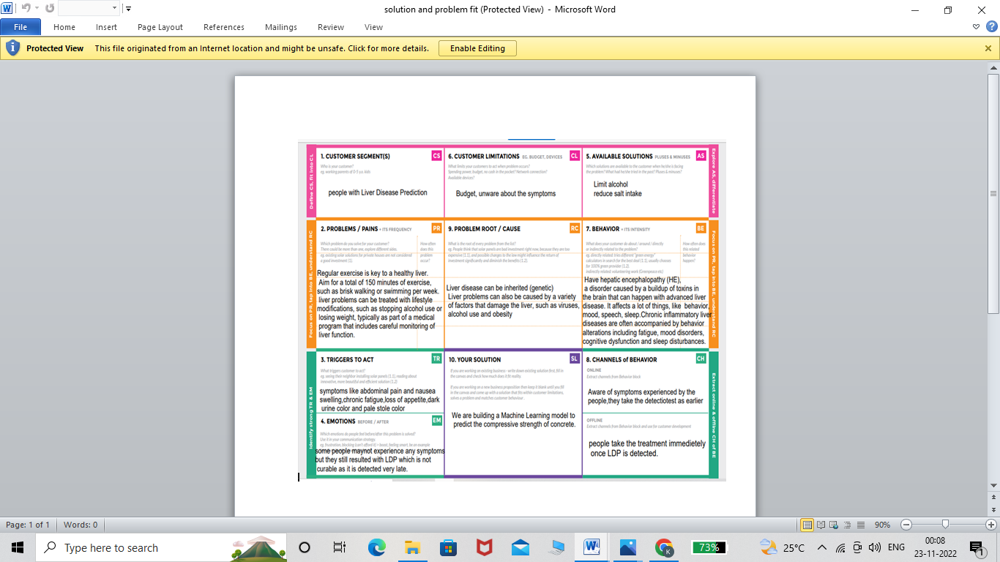 solution and problem fit (Protected View) - Microsoft Word
File Home Insert Page Layout References Mailings Review View
Protected View This file originated from an Internet location and might be unsafe. Click for more details. Enable Editing
Define CS, fit into CL
1. CUSTOMER SEGMENT(S) CS
Who is your customer?
eg. working parents of 0-5 y.o. kids
people with Liver Disease Prediction
6. CUSTOMER LIMITATIONS EG. BUDGET, DEVICES CL
What limits your customers to act when problem occurs?
Spending power, budget, no cash in the pocket? Network connection?
Available devices?
Budget, unware about the symptoms
5. AVAILABLE SOLUTIONS PLUSES & MINUSES AS
Which solutions are available to the customer when he/she is facing
the problem? What had he/she tried in the past? Pluses & minuses?
Limit alcohol
reduce salt intake
Explore AS, differentiate
Focus on PR, tap into BE, understand RC
2. PROBLEMS / PAINS + ITS FREQUENCY PR
Which problem do you solve for your customer?
There could be more than one, explore different sides.
eg. existing solar solutions for private houses are not considered
a good investment (1).
How often
does this
problem
occur?
Regular exercise is key to a healthy liver.
Aim for a total of 150 minutes of exercise,
such as brisk walking or swimming per week.
liver problems can be treated with lifestyle
modifications, such as stopping alcohol use or
losing weight, typically as part of a medical
program that includes careful monitoring of
liver function.
9. PROBLEM ROOT / CAUSE RC
What is the root of every problem from the list?
eg. People think that solar panels are bad investment right now, because they are too
expensive (1.1), and possible changes to the law might influence the return of
investment significantly and diminish the benefits (1.2).
Liver disease can be inherited (genetic)
Liver problems can also be caused by a variety
of factors that damage the liver, such as viruses,
alcohol use and obesity
7. BEHAVIOR + ITS INTENSITY BE
What does your customer do about / around / directly
or indirectly related to the problem?
eg. directly related: tries different "green energy"
calculators in search for the best deal (1.1), usually chooses
for 100% green provider (1.2).
indirectly related: volunteering work (Greenpeace etc)
How often does
this related
behavior
happen?
Have hepatic encephalopathy (HE),
a disorder caused by a buildup of toxins in
the brain that can happen with advanced liver
disease. It affects a lot of things, like behavior,
mood, speech, sleep.Chronic inflammatory liver
diseases are often accompanied by behavior
alterations including fatigue, mood disorders,
cognitive dysfunction and sleep disturbances.
Focus on PR, tap into BE, understand RC
Identify strong TR & EM
3. TRIGGERS TO ACT TR
What triggers customer to act?
eg. seeing their neighbor installing solar panels (1.1), reading about
innovative, more beautiful and efficient solution (1.2)
symptoms like abdominal pain and nausea
swelling,chronic fatigue,loss of appetite,dark
urine color and pale stole color
4. EMOTIONS BEFORE / AFTER EM
Which emotions do people feel before/after this problem is solved?
Use it in your communication strategy.
eg. frustration, blocking (can't afford it) > boost, feeling smart, be an example
some people maynot experience any symptoms
but they still resulted with LDP which is not
curable as it is detected very late.
10. YOUR SOLUTION SL
If you are working on existing business - write down existing solution first, fill in
the canvas and check how much does it fit reality.
If you are working on a new business proposition then keep it blank until you fill
in the canvas and come up with a solution that fits within customer limitations,
solves a problem and matches customer behaviour
We are building a Machine Learning model to
predict the compressive strength of concrete.
8. CHANNELS of BEHAVIOR CH
ONLINE
Extract channels from Behavior block
Aware of symptoms experienced by the
people,they take the detectiotest as earlier
OFFLINE
Extract channels from Behavior block and use for customer development
people take the treatment immedietely
once LDP is detected.
Extract online & offline CH of BE
Page: 1 of 1 Words: 0 90%
Type here to search
73% 25°C ENG 00:08
23-11-2022